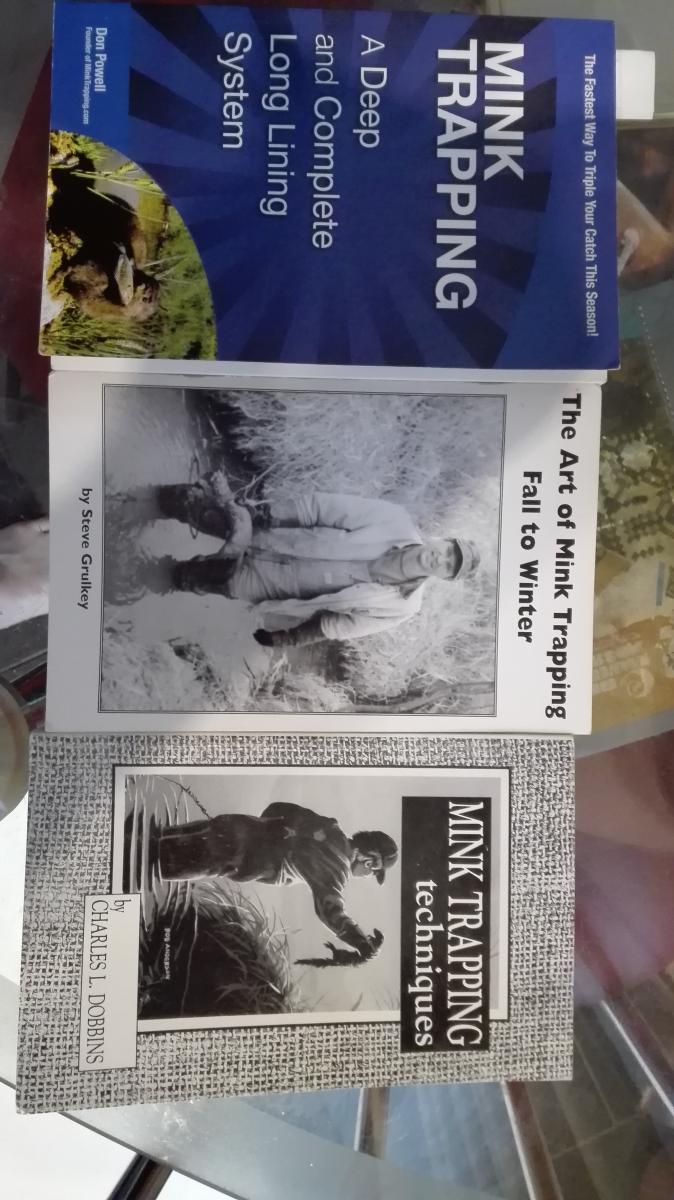 The Fastest Way To Triple Your Catch This Season!
MINK
TRAPPING
A Deep
and Complete
Long Lining
System
Don Powell
Founder of MinkTrapping.com
The Art of Mink Trapping
Fall to Winter
by Steve Grulkey
MINK TRAPPING
techniques
BOB ANDERSON
by
CHARLES L. DOBBINS